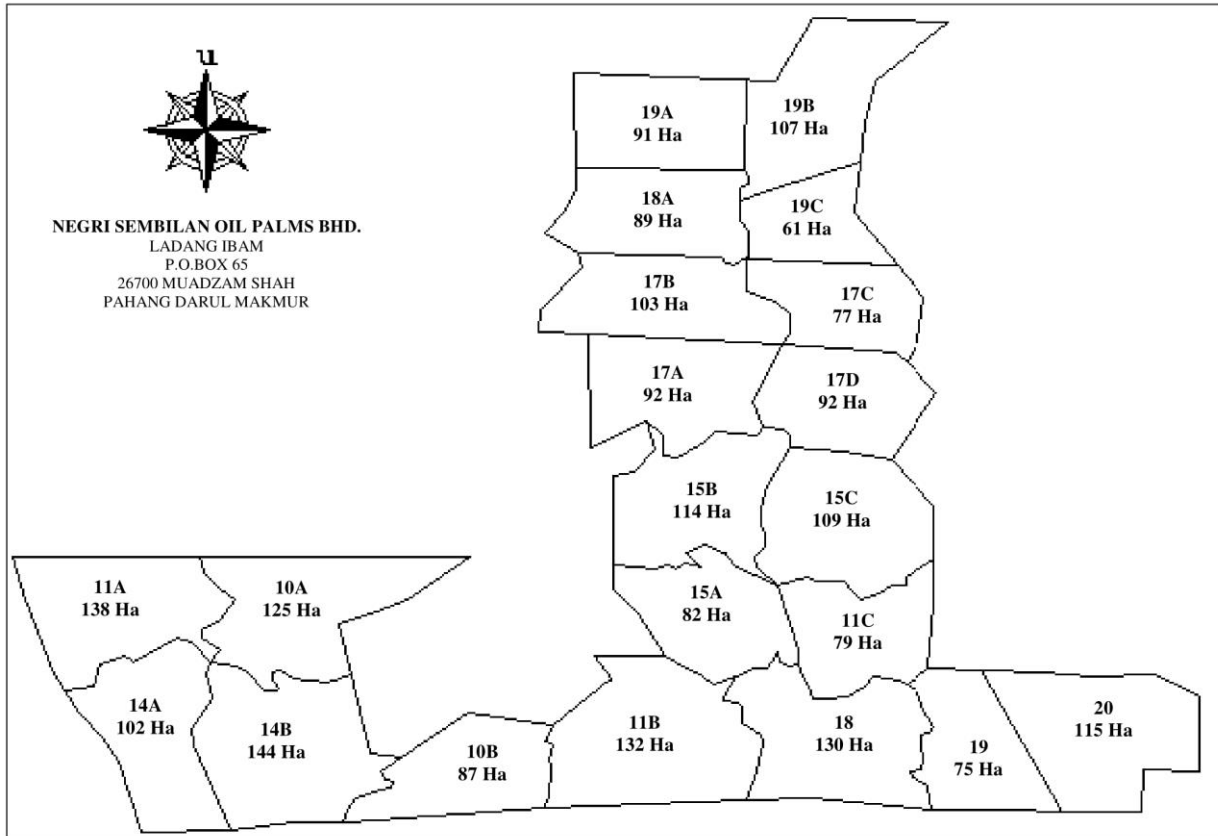 u
NEGRI SEMBILAN OIL PALMS BHD.
LADANG IBAM
P.O.BOX 65
26700 MUADZAM SHAH
PAHANG DARUL MAKMUR
19A
91 Ha
19B
107 Ha
18A
89 Ha
19C
61 Ha
17B
103 Ha
17C
77 Ha
17A
92 Ha
17D
92 Ha
15B
114 Ha
15C
109 Ha
11A
138 Ha
10A
125 Ha
15A
82 Ha
11C
79 Ha
14A
102 Ha
14B
144 Ha
10B
87 Ha
11B
132 Ha
18
130 Ha
19
75 Ha
20
115 Ha